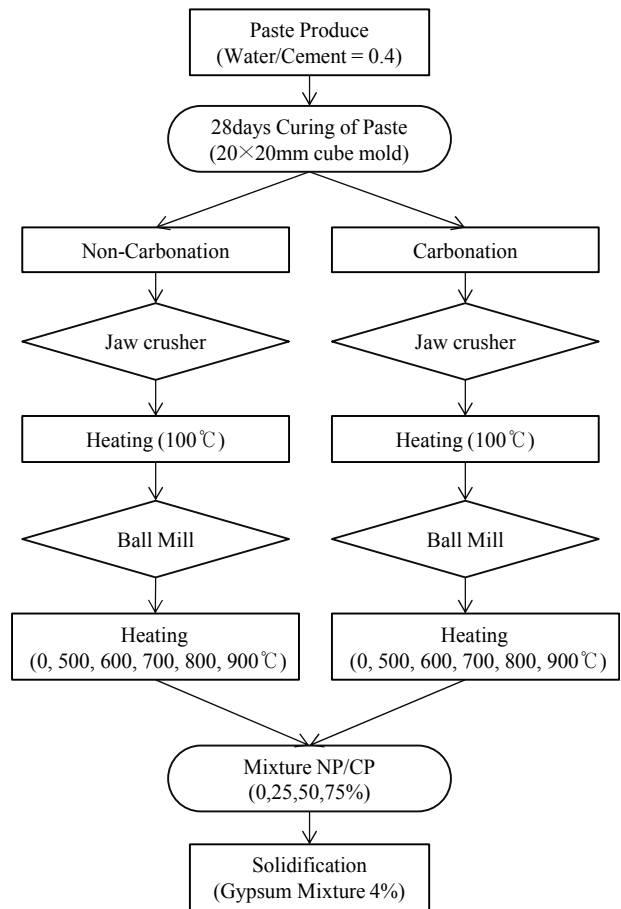 Paste Produce
(Water/Cement = 0.4)
28days Curing of Paste
(20×20mm cube mold)
Non-Carbonation
Carbonation
Jaw crusher
Jaw crusher
Heating (100℃)
Heating (100℃)
Ball Mill
Ball Mill
Heating
(0, 500, 600, 700, 800, 900℃)
Heating
(0, 500, 600, 700, 800, 900℃)
Mixture NP/CP
(0,25,50,75%)
Solidification
(Gypsum Mixture 4%)